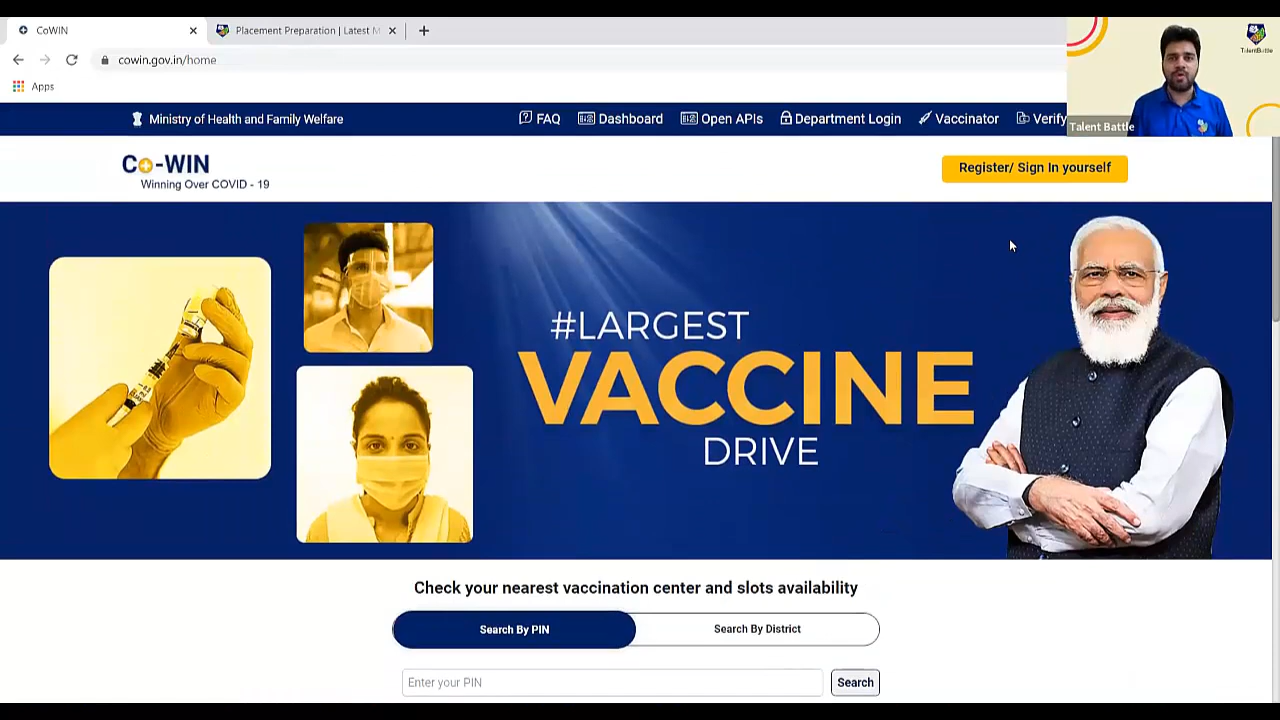 CoWIN
Placement Preparation | Latest M
cowin.gov.in/home
Apps
TalentBattle
Talent Battle
Ministry of Health and Family Welfare
FAQ
Dashboard
Open APIs
Department Login
Vaccinator
Verify
Co-WIN
Winning Over COVID - 19
Register/ Sign In yourself
#LARGEST
VACCINE
DRIVE
Check your nearest vaccination center and slots availability
Search By PIN
Search By District
Enter your PIN
Search